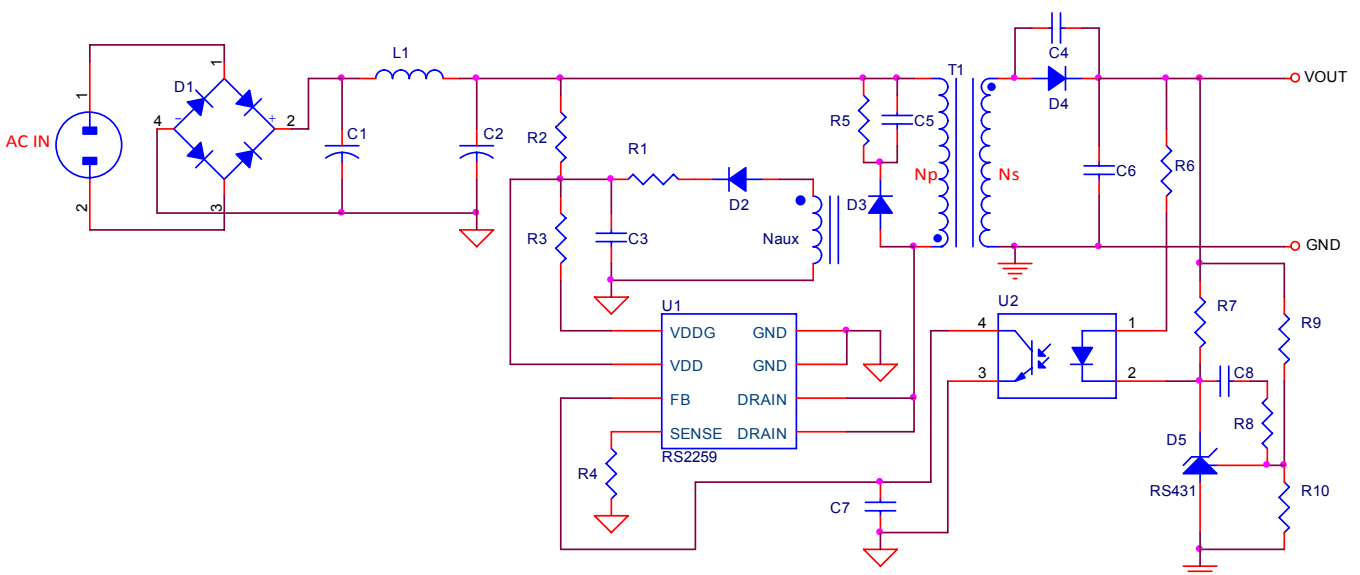 C4
L1
T1
1
D1
VOUT
D4
1
4
-
+
2
R5
C5
AC IN
C1
C2
R2
R1
C6
R6
Np
Ns
D2
D3
2
3
R3
C3
Naux
GND
U1
U2
R7
R9
VDDG
GND
4
1
VDD
GND
3
2
C8
FB
DRAIN
R8
SENSE
DRAIN
D5
RS2259
R4
RS431
R10
C7